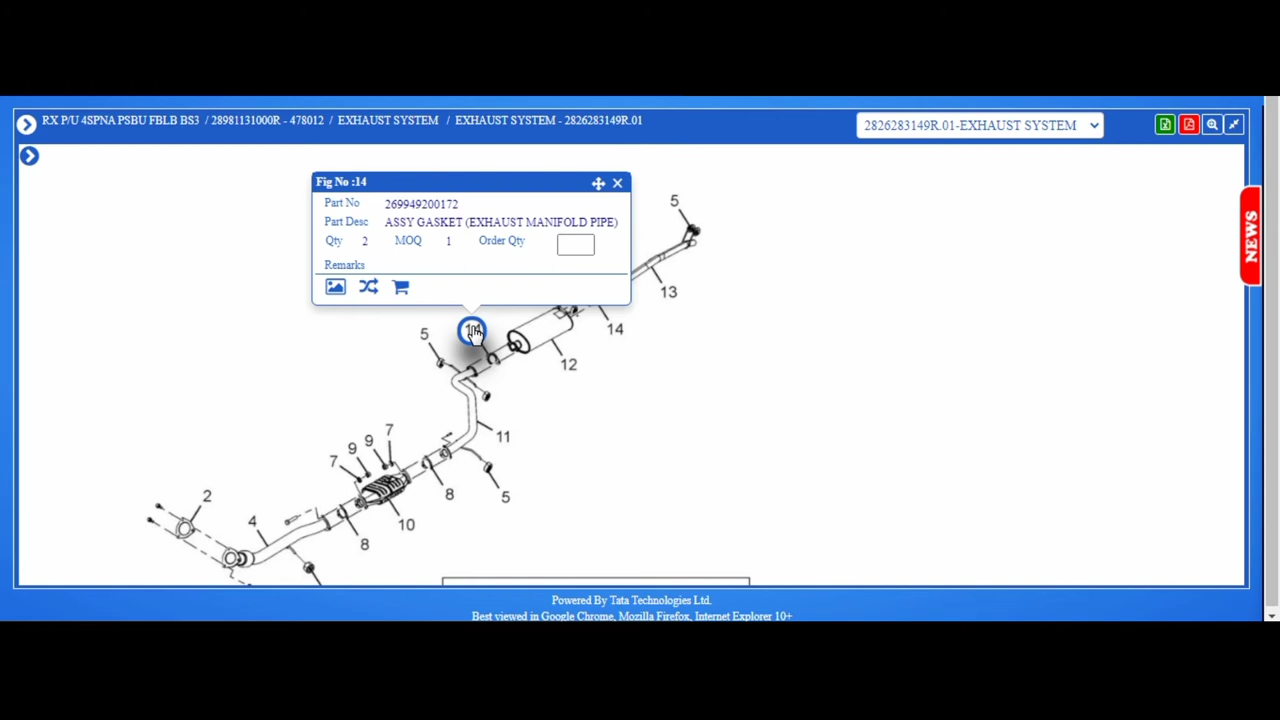 RX P/U 4SPNA PSBU FBLB BS3 / 28981131000R - 478012 / EXHAUST SYSTEM / EXHAUST SYSTEM - 2826283149R.01
2826283149R.01-EXHAUST SYSTEM
Fig No :14
Part No 269949200172
Part Desc ASSY GASKET (EXHAUST MANIFOLD PIPE)
Qty 2 MOQ 1 Order Qty
Remarks
NEWS
5
13
14
5
12
11
7
9
9
7
8
5
2
4
10
8
Powered By Tata Technologies Ltd.
Best viewed in Google Chrome, Mozilla Firefox, Internet Explorer 10+